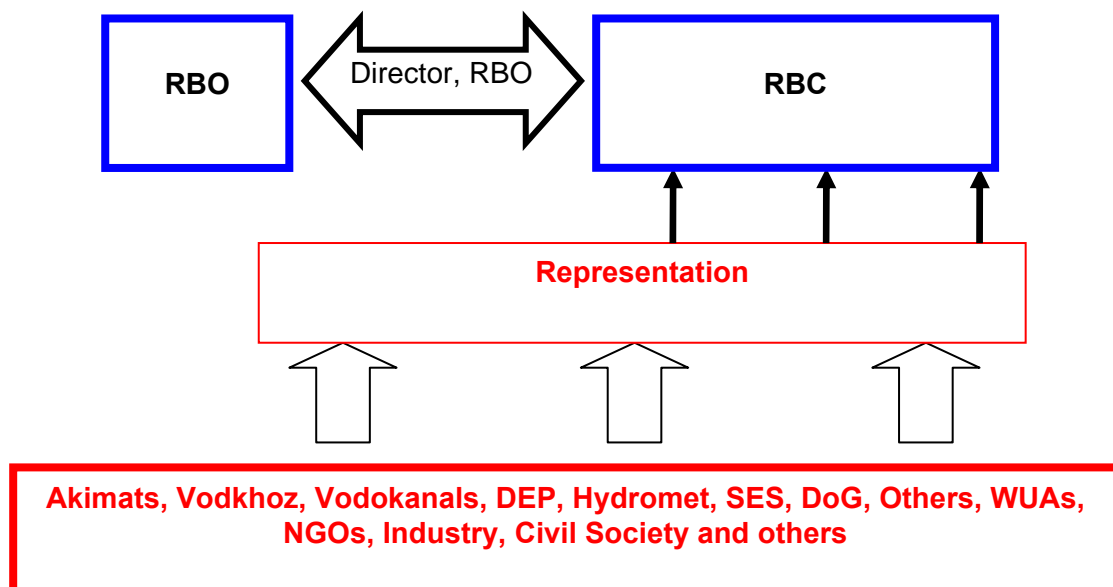 RBO
Director, RBO
RBC
Representation
Akimats, Vodkhoz, Vodokanals, DEP, Hydromet, SES, DoG, Others, WUAs,
NGOs, Industry, Civil Society and others